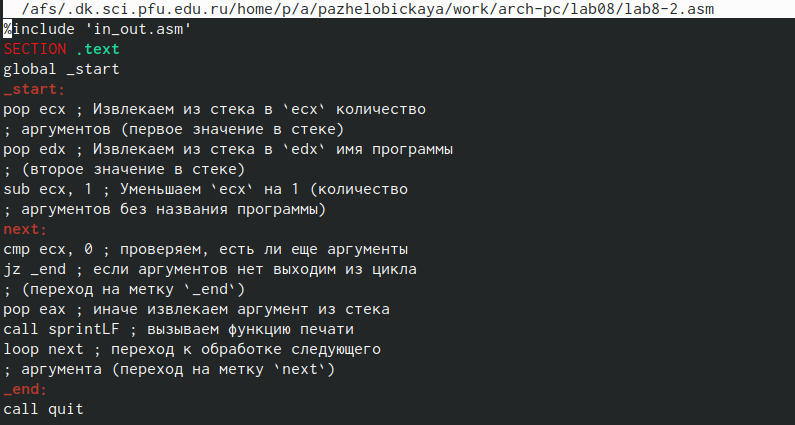 /afs/.dk.sci.pfu.edu.ru/home/p/a/pazhelobickaya/work/arch-pc/lab08/lab8-2.asm
%include 'in_out.asm'
SECTION .text
global _start
_start:
pop ecx ; Извлекаем из стека в `ecx` количество
; аргументов (первое значение в стеке)
pop edx ; Извлекаем из стека в `edx` имя программы
; (второе значение в стеке)
sub ecx, 1 ; Уменьшаем `ecx` на 1 (количество
; аргументов без названия программы)
next:
cmp ecx, 0 ; проверяем, есть ли еще аргументы
jz _end ; если аргументов нет выходим из цикла
; (переход на метку `_end`)
pop eax ; иначе извлекаем аргумент из стека
call sprintLF ; вызываем функцию печати
loop next ; переход к обработке следующего
; аргумента (переход на метку `next`)
_end:
call quit